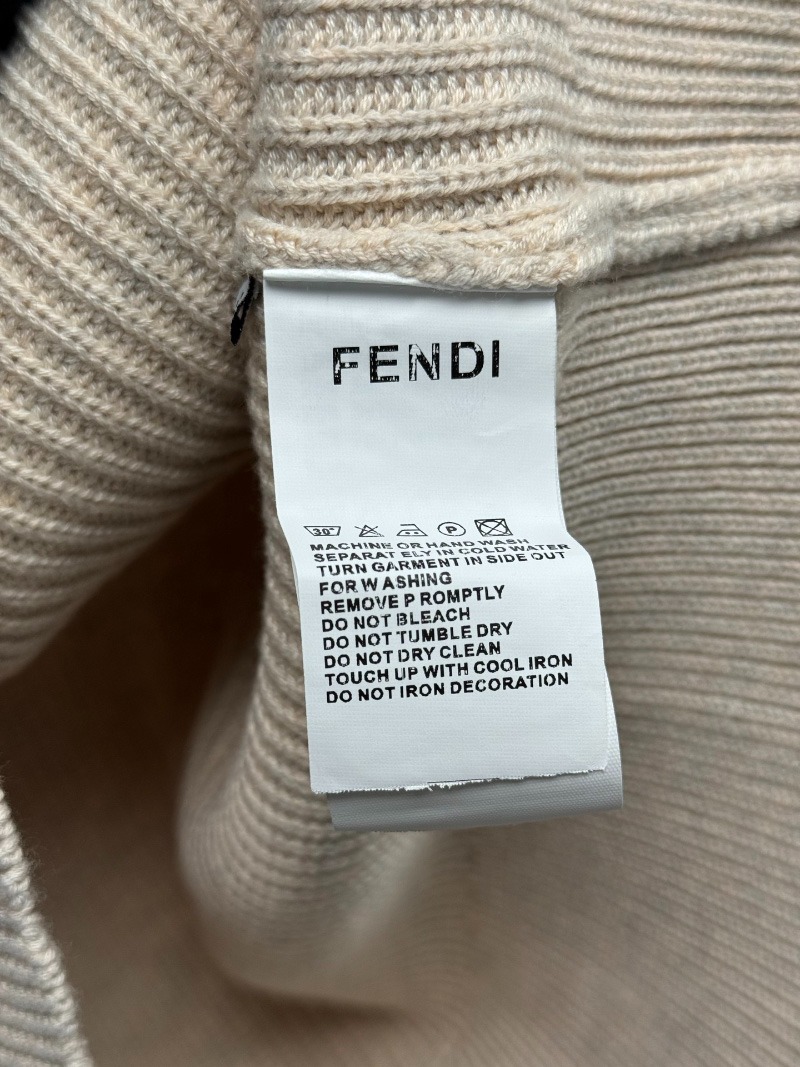 FENDI
30° P
MACHINE OR HAND WASH
SEPARAT ELY IN COLD WATER
TURN GARMENT IN SIDE OUT
FOR W ASHING
REMOVE P ROMPTLY
DO NOT BLEACH
DO NOT TUMBLE DRY
DO NOT DRY CLEAN
TOUCH UP WITH COOL IRON
DO NOT IRON DECORATION